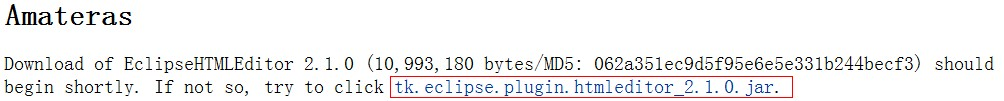 Amateras
Download of EclipseHTMLEditor 2.1.0 (10,993,180 bytes/MD5: 062a351ec9d5f95e6e5e331b244becf3) should
begin shortly. If not so, try to click tk.eclipse.plugin.htmleditor_2.1.0.jar.